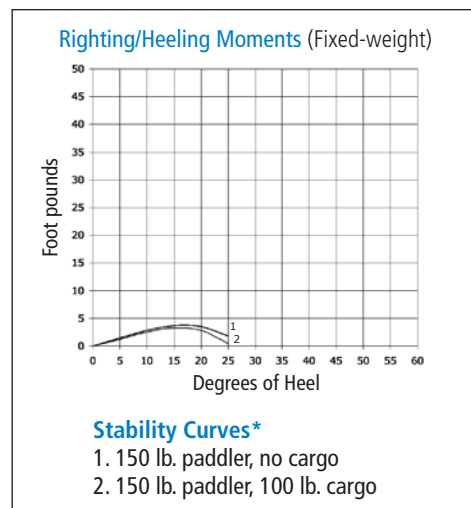 Righting/Heeling Moments (Fixed-weight)
50
45
40
35
30
25
20
15
10
5
0
Foot pounds
1
2
0 5 10 15 20 25 30 35 40 45 50 55 60
Degrees of Heel
Stability Curves*
1. 150 lb. paddler, no cargo
2. 150 lb. paddler, 100 lb. cargo